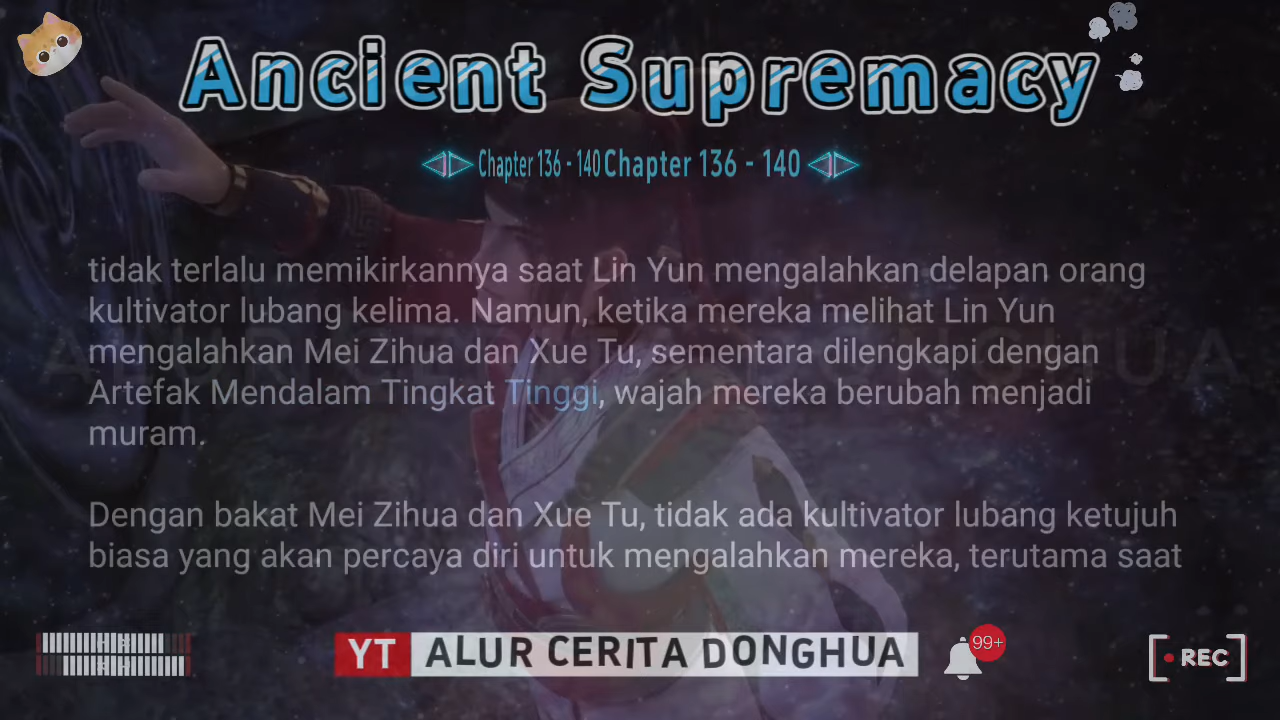 Ancient Supremacy
Chapter 136 - 140 Chapter 136 - 140
tidak terlalu memikirkannya saat Lin Yun mengalahkan delapan orang
kultivator lubang kelima. Namun, ketika mereka melihat Lin Yun
mengalahkan Mei Zihua dan Xue Tu, sementara dilengkapi dengan
Artefak Mendalam Tingkat Tinggi, wajah mereka berubah menjadi
muram.
Dengan bakat Mei Zihua dan Xue Tu, tidak ada kultivator lubang ketujuh
biasa yang akan percaya diri untuk mengalahkan mereka, terutama saat
YT ALUR CERITA DONGHUA
99+
REC